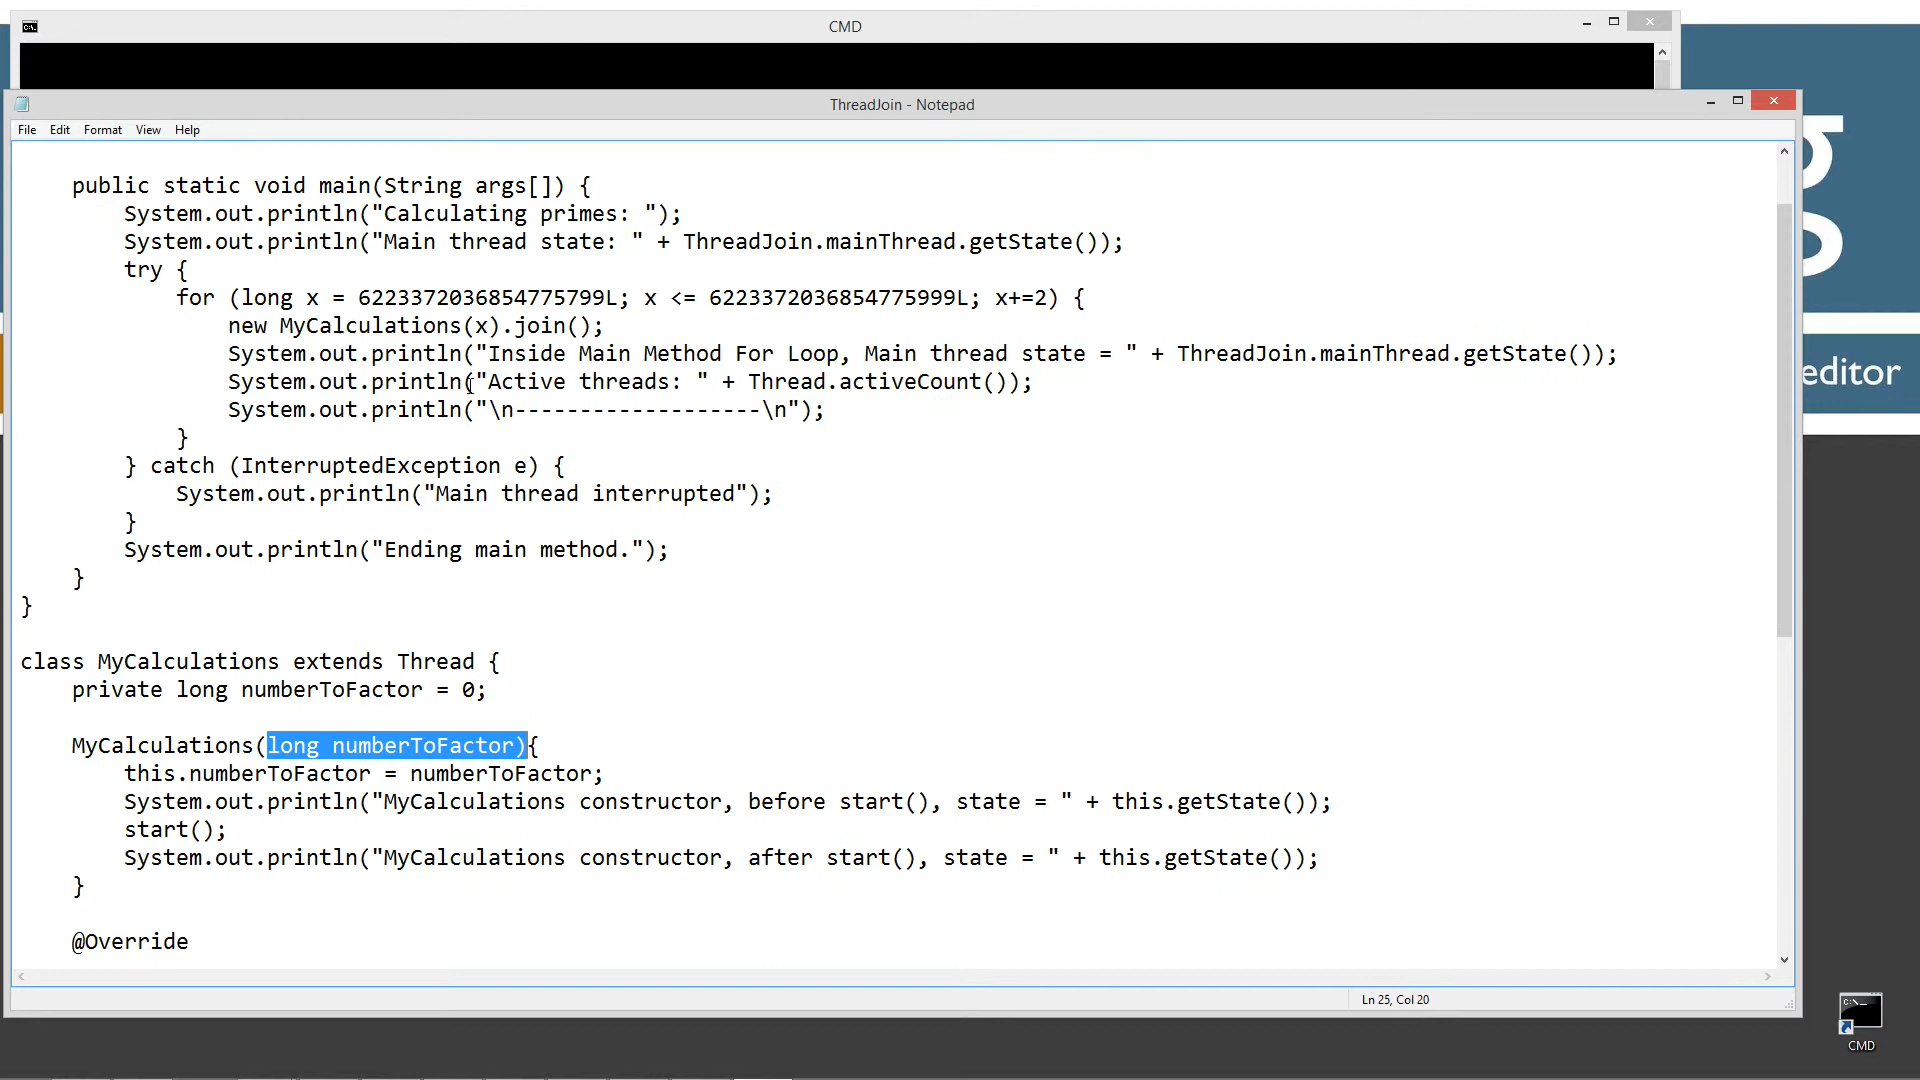 CMD
ThreadJoin - Notepad
File Edit Format View Help
public static void main(String args[]) {
System.out.println("Calculating primes: ");
System.out.println("Main thread state: " + ThreadJoin.mainThread.getState());
try {
for (long x = 6223372036854775799L; x <= 6223372036854775999L; x+=2) {
new MyCalculations(x).join();
System.out.println("Inside Main Method For Loop, Main thread state = " + ThreadJoin.mainThread.getState());
System.out.println("Active threads: " + Thread.activeCount());
System.out.println("\n-------------------\n");
}
} catch (InterruptedException e) {
System.out.println("Main thread interrupted");
}
System.out.println("Ending main method.");
}
}
class MyCalculations extends Thread {
private long numberToFactor = 0;
MyCalculations(long numberToFactor){
this.numberToFactor = numberToFactor;
System.out.println("MyCalculations constructor, before start(), state = " + this.getState());
start();
System.out.println("MyCalculations constructor, after start(), state = " + this.getState());
}
@Override
Ln 25, Col 20
g
editor
CMD